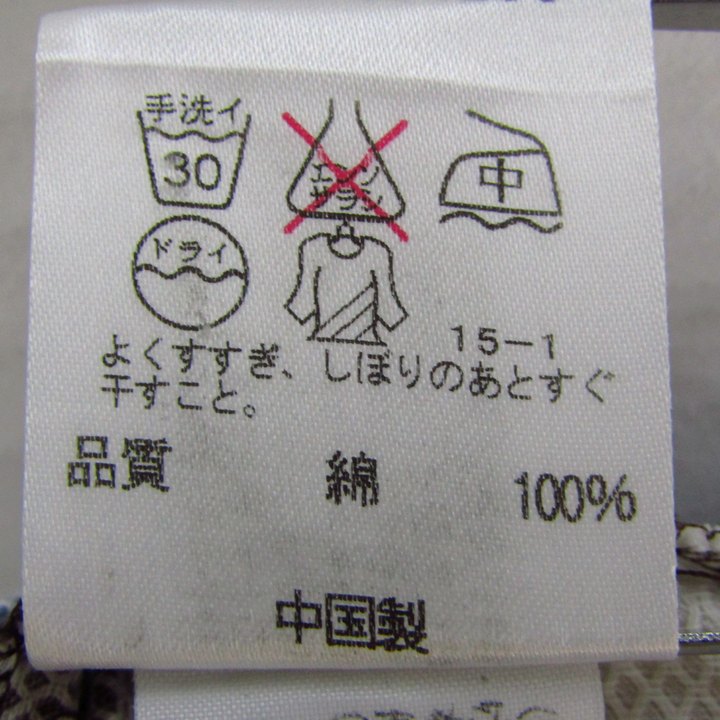 手洗イ
30
エンソ
サラシ
中
ドライ
15-1
よくすすぎ、しぼりのあとすぐ
干すこと。
品質 綿 100%
中国製